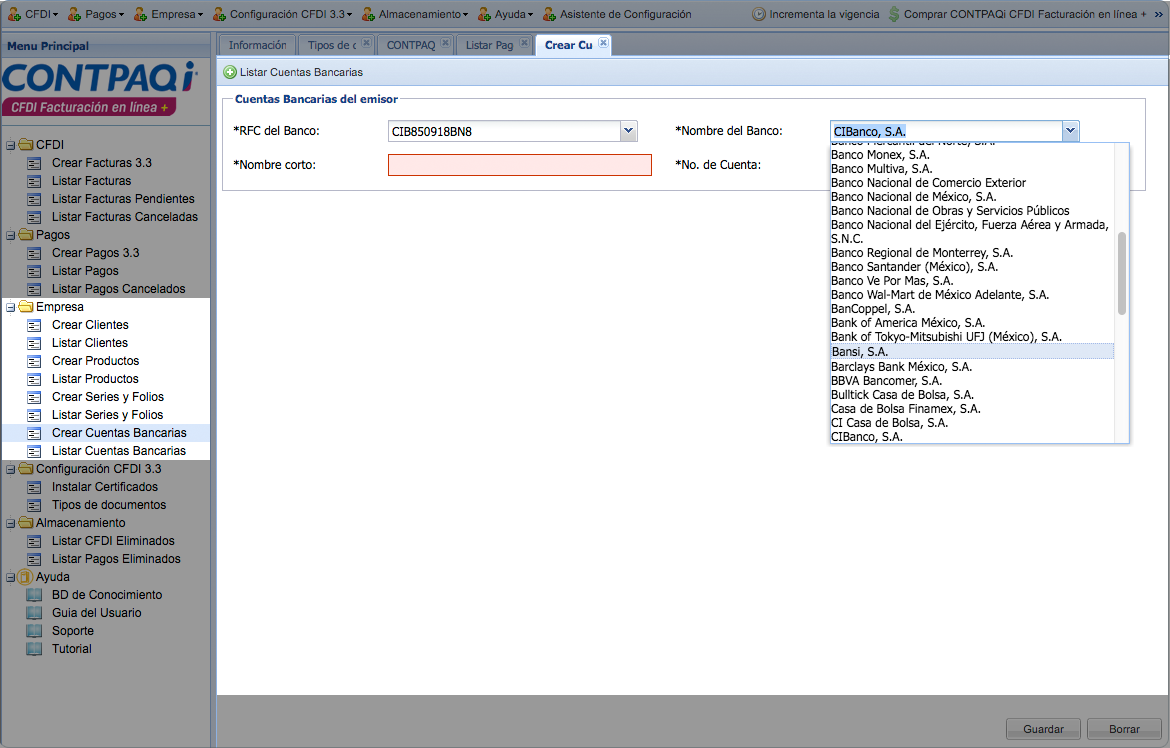 CFDI Pagos Empresa Configuración CFDI 3.3 Almacenamiento Ayuda Asistente de Configuración Incrementa la vigencia Comprar CONTPAQi CFDI Facturación en línea + »
Menu Principal
CONTPAQi
CFDI Facturación en línea +
CFDI
Crear Facturas 3.3
Listar Facturas
Listar Facturas Pendientes
Listar Facturas Canceladas
Pagos
Crear Pagos 3.3
Listar Pagos
Listar Pagos Cancelados
Empresa
Crear Clientes
Listar Clientes
Crear Productos
Listar Productos
Crear Series y Folios
Listar Series y Folios
Crear Cuentas Bancarias
Listar Cuentas Bancarias
Configuración CFDI 3.3
Instalar Certificados
Tipos de documentos
Almacenamiento
Listar CFDI Eliminados
Listar Pagos Eliminados
Ayuda
BD de Conocimiento
Guia del Usuario
Soporte
Tutorial
Información Tipos de c CONTPAQ Listar Pag Crear Cu
Listar Cuentas Bancarias
Cuentas Bancarias del emisor
*RFC del Banco: CIB850918BN8 *Nombre del Banco: CIBanco, S.A.
*Nombre corto: *No. de Cuenta:
Banco Mercantil del Norte, S.A.
Banco Monex, S.A.
Banco Multiva, S.A.
Banco Nacional de Comercio Exterior
Banco Nacional de México, S.A.
Banco Nacional de Obras y Servicios Públicos
Banco Nacional del Ejército, Fuerza Aérea y Armada,
S.N.C.
Banco Regional de Monterrey, S.A.
Banco Santander (México), S.A.
Banco Ve Por Mas, S.A.
Banco Wal-Mart de México Adelante, S.A.
BanCoppel, S.A.
Bank of America México, S.A.
Bank of Tokyo-Mitsubishi UFJ (México), S.A.
Bansi, S.A.
Barclays Bank México, S.A.
BBVA Bancomer, S.A.
Bulltick Casa de Bolsa, S.A.
Casa de Bolsa Finamex, S.A.
CI Casa de Bolsa, S.A.
CIBanco, S.A.
Guardar Borrar